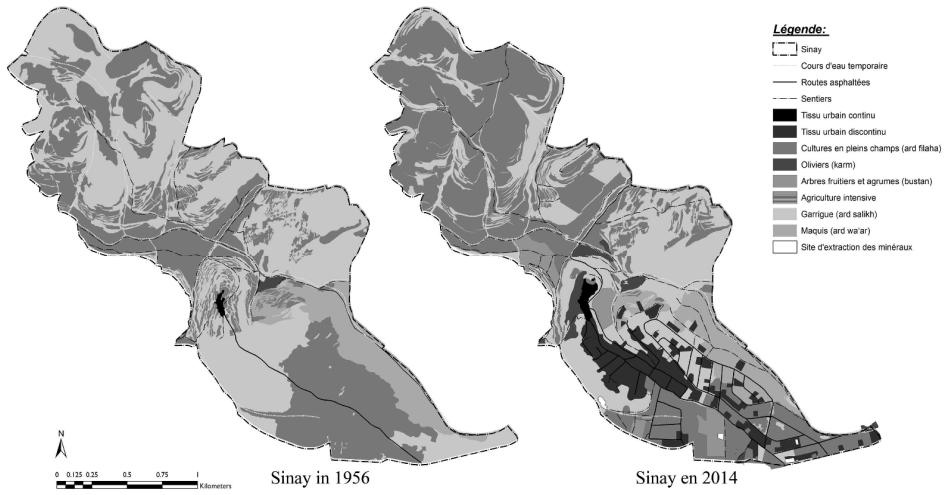 Légende:
Sinay
Cours d'eau temporaire
Routes asphaltées
Sentiers
Tissu urbain continu
Tissu urbain discontinu
Cultures en pleins champs (ard filaha)
Oliviers (karm)
Arbres fruitiers et agrumes (bustan)
Agriculture intensive
Garrigue (ard salikh)
Maquis (ard wa'ar)
Site d'extraction des minéraux
N
0 0.125 0.25 0.5 0.75 1
Kilometers
Sinay in 1956
Sinay en 2014